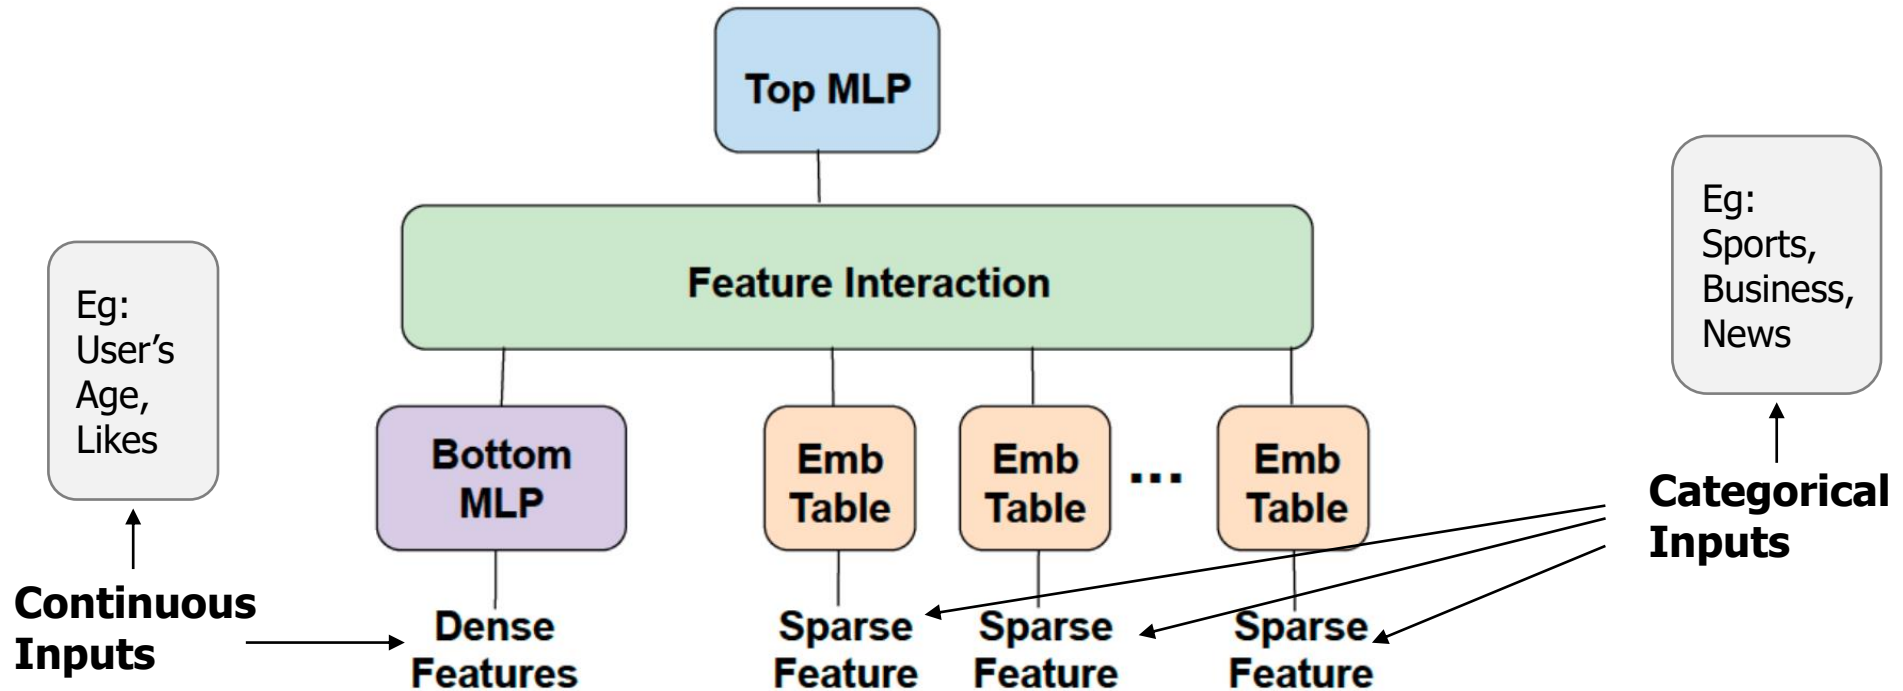 Top MLP
Feature Interaction
Eg:
User’s
Age,
Likes
Eg:
Sports,
Business,
News
Bottom
MLP
Emb
Table
Emb
Table
...
Emb
Table
Categorical
Inputs
Continuous
Inputs
Dense
Features
Sparse
Feature
Sparse
Feature
Sparse
Feature